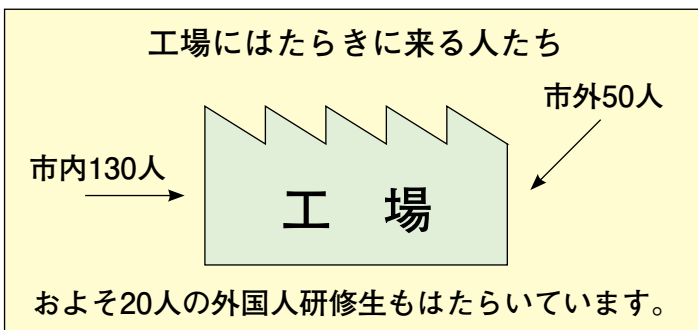 工場にはたらきに来る人たち
市外50人
市内130人
工 場
およそ20人の外国人研修生もはたらいています。